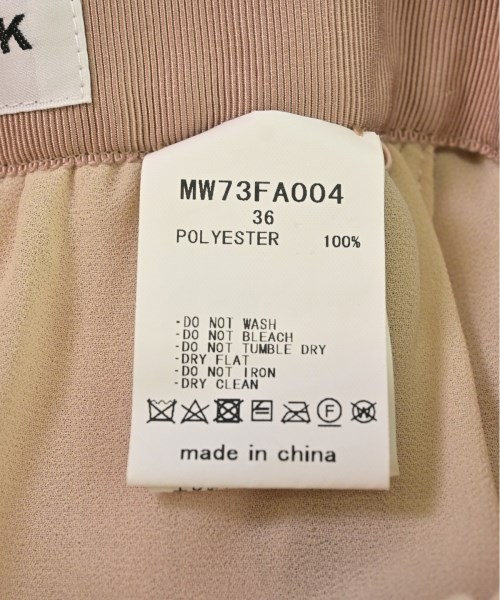 K
MW73FA004
36
POLYESTER 100%
-DO NOT WASH
-DO NOT BLEACH
-DO NOT TUMBLE DRY
-DRY FLAT
-DO NOT IRON
-DRY CLEAN
F
W
made in china